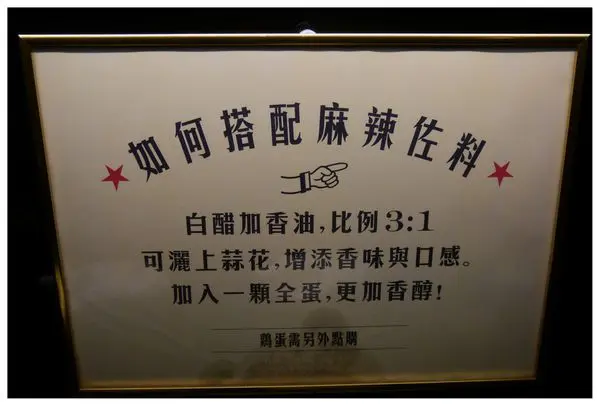 如何搭配麻辣佐料
白醋加香油,比例3:1
可灑上蒜花,增添香味與口感。
加入一顆全蛋,更加香醇!
鷄蛋需另外點購